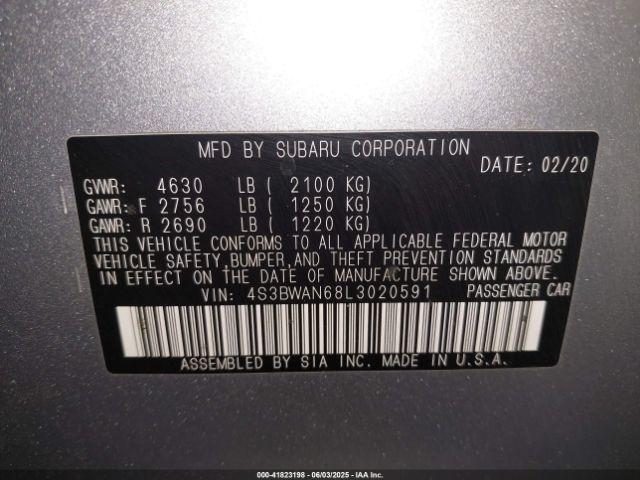 MFD BY SUBARU CORPORATION
DATE: 02/20
GVWR: 4630 LB ( 2100 KG)
GAWR: F 2756 LB ( 1250 KG)
GAWR: R 2690 LB ( 1220 KG)
THIS VEHICLE CONFORMS TO ALL APPLICABLE FEDERAL MOTOR
VEHICLE SAFETY, BUMPER, AND THEFT PREVENTION STANDARDS
IN EFFECT ON THE DATE OF MANUFACTURE SHOWN ABOVE.
VIN: 4S3BWAN68L3020591 PASSENGER CAR
ASSEMBLED BY SIA INC. MADE IN U.S.A.
000-41823198 - 06/03/2025 - IAA Inc.